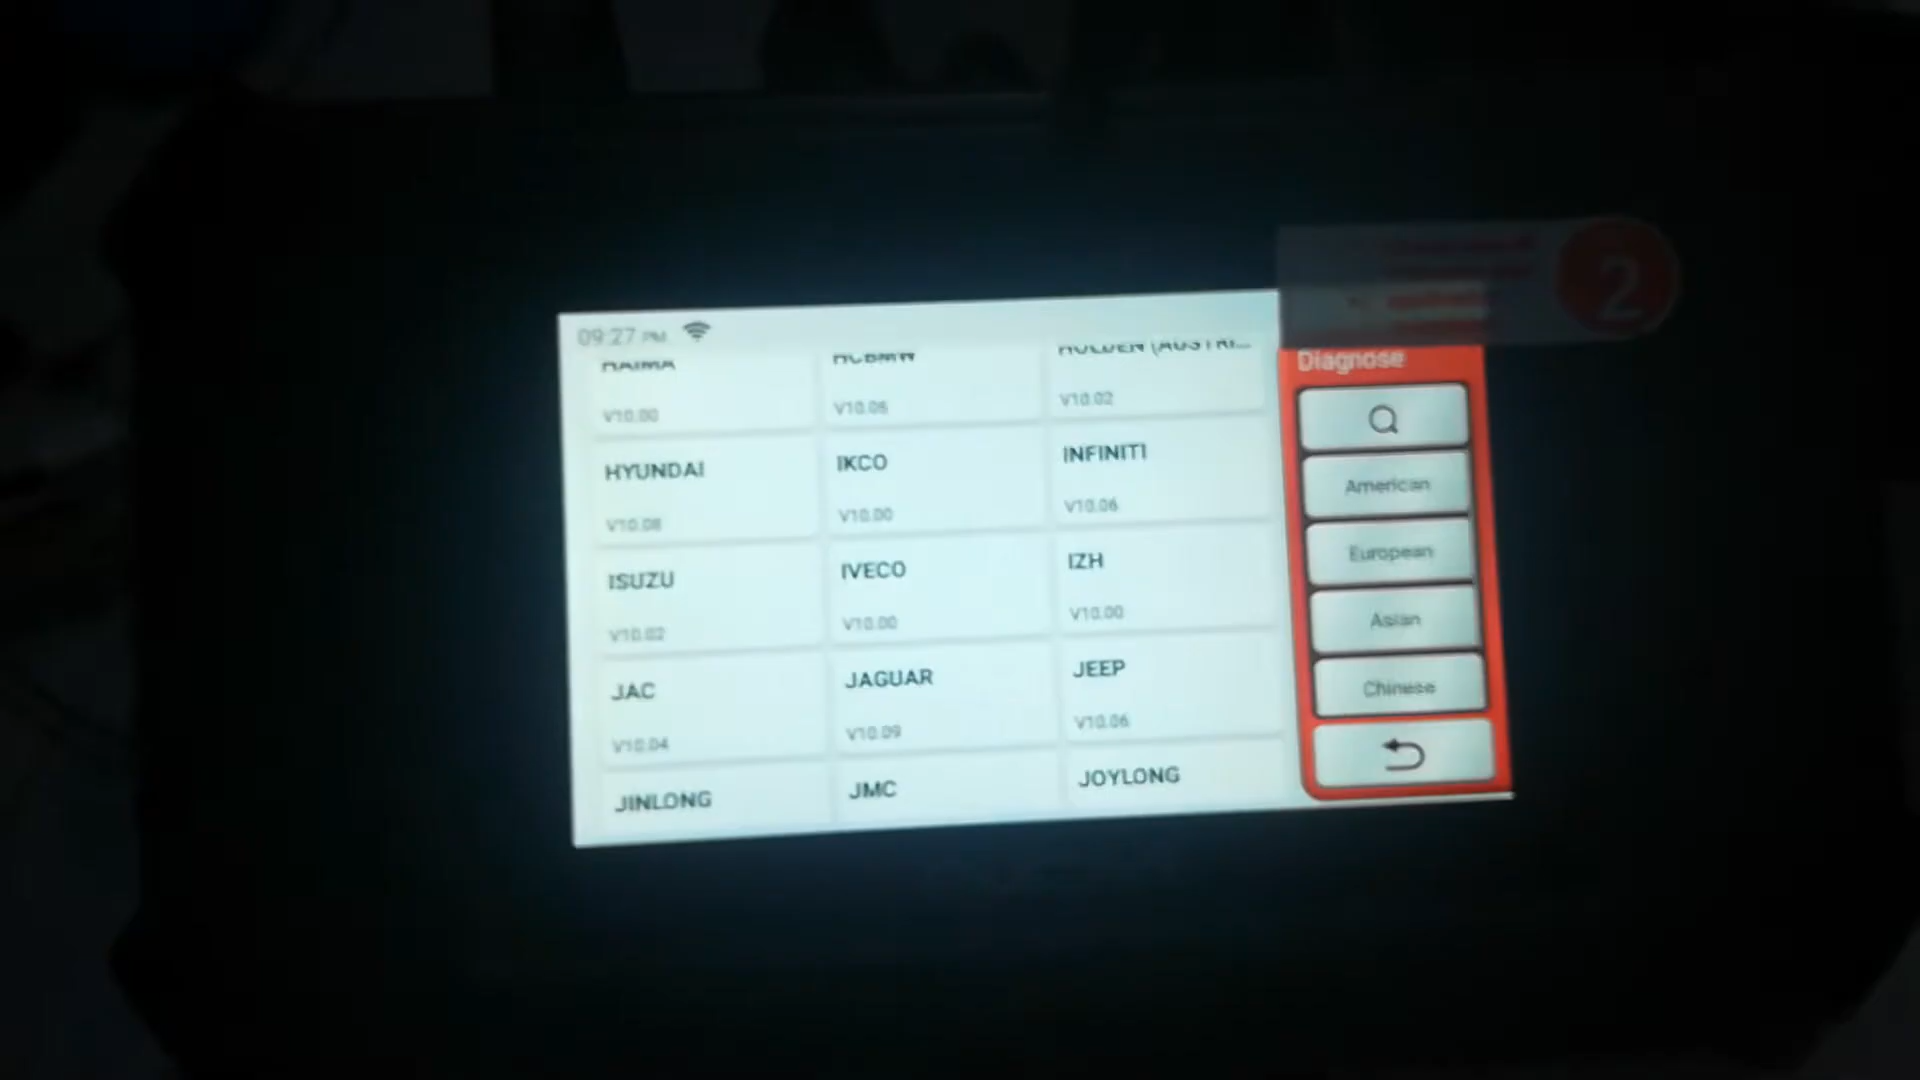 09:27 PM
HAIMA HCBMW HOLDEN (AUSTRI...
V10.00 V10.06 V10.02
Diagnose
HYUNDAI IKCO INFINITI
V10.08 V10.00 V10.06
American
European
ISUZU IVECO IZH
V10.02 V10.00 V10.00
Asian
JAC JAGUAR JEEP
V10.04 V10.09 V10.06
Chinese
JINLONG JMC JOYLONG
2